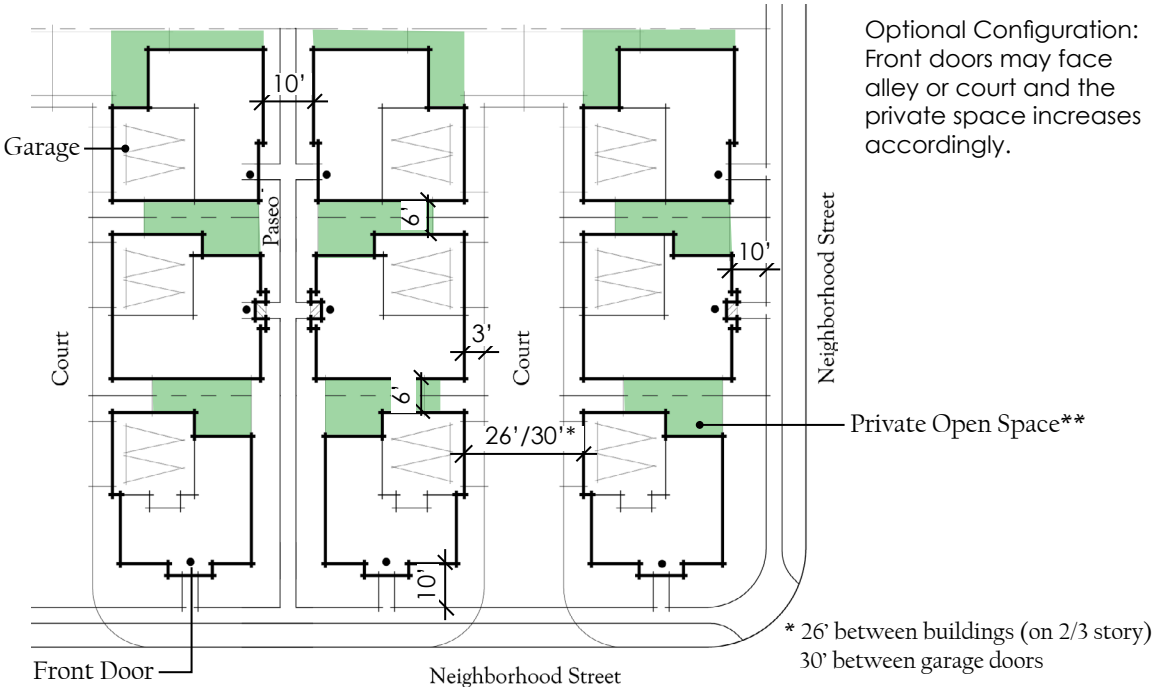 Optional Configuration:
Front doors may face
alley or court and the
private space increases
accordingly.
10'
Garage
6'
Paseo
10'
Neighborhood Street
Court
3'
Court
6'
Private Open Space**
26'/30'*
10'
* 26' between buildings (on 2/3 story)
30' between garage doors
Front Door
Neighborhood Street